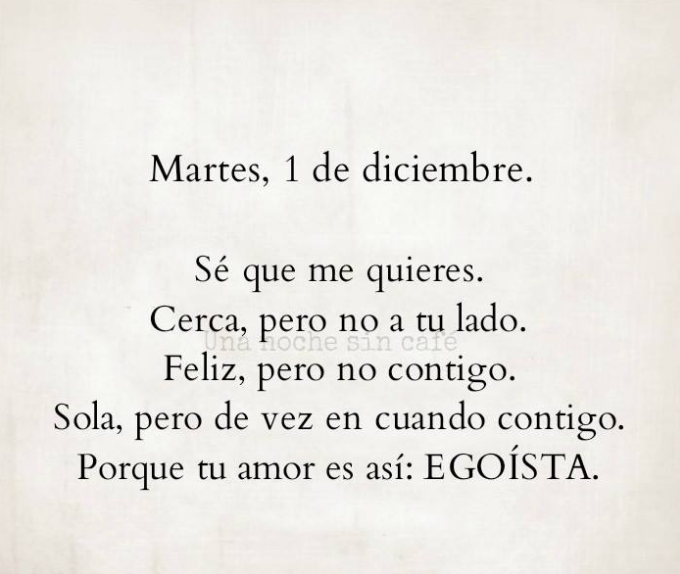 Martes, 1 de diciembre.
Sé que me quieres.
Cerca, pero no a tu lado.
Una noche sin café
Feliz, pero no contigo.
Sola, pero de vez en cuando contigo.
Porque tu amor es así: EGOÍSTA.